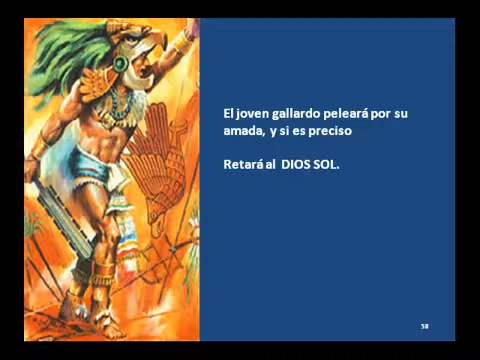 El joven gallardo peleará por su
amada, y si es preciso
Retará al DIOS SOL.
58